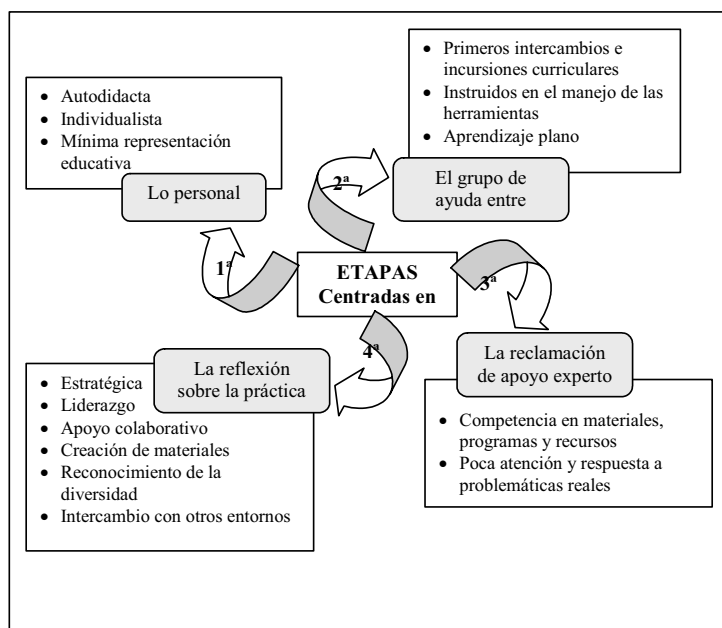 • Autodidacta
• Individualista
• Mínima representación
educativa
Lo personal
1ª
• Primeros intercambios e
incursiones curriculares
• Instruidos en el manejo de las
herramientas
• Aprendizaje plano
El grupo de
ayuda entre
2ª
ETAPAS
Centradas en
3ª
La reclamación
de apoyo experto
• Competencia en materiales,
programas y recursos
• Poca atención y respuesta a
problemáticas reales
4ª
La reflexión
sobre la práctica
• Estratégica
• Liderazgo
• Apoyo colaborativo
• Creación de materiales
• Reconocimiento de la
diversidad
• Intercambio con otros entornos